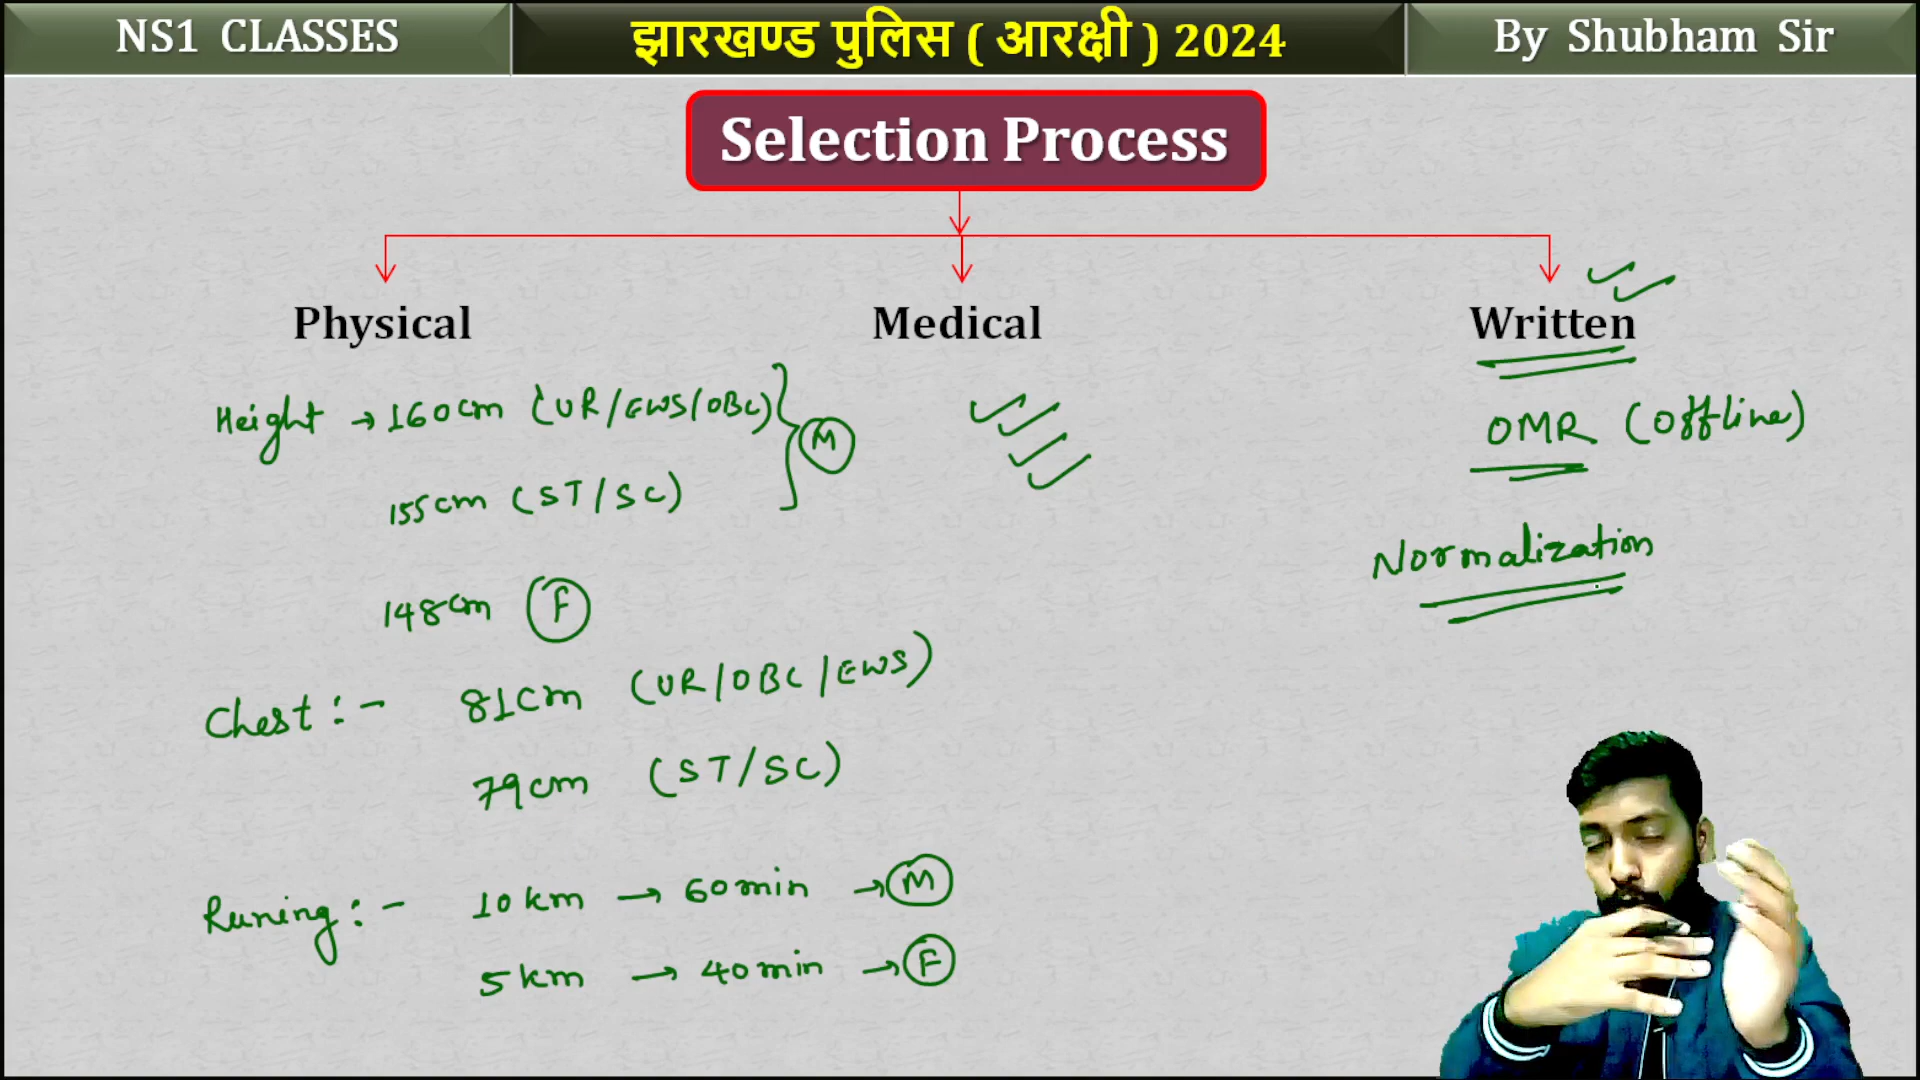 NS1 CLASSES
झारखण्ड पुलिस ( आरक्षी ) 2024
By Shubham Sir
Selection Process
Physical
Medical
Written
Height → 160cm (UR/EWS/OBC) } M
155cm (ST/SC)
148cm F
Chest :- 81cm (UR/OBC/EWS)
79cm (ST/SC)
Runing :- 10km → 60min → M
5km → 40min → F
OMR (Offline)
Normalization